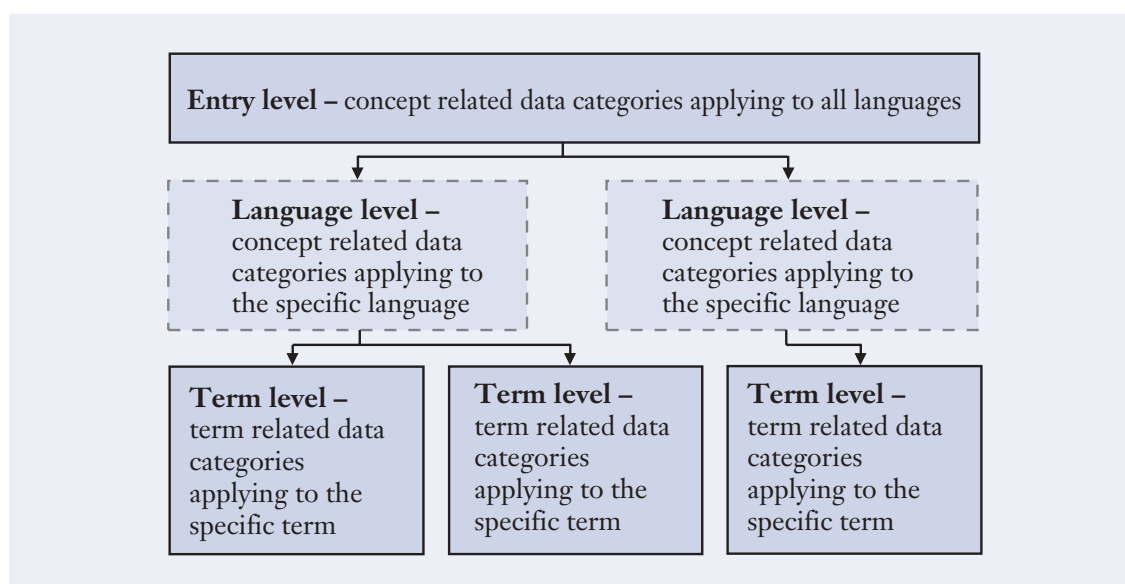 Entry level – concept related data categories applying to all languages
Language level –
concept related data
categories applying to
the specific language
Language level –
concept related data
categories applying to
the specific language
Term level –
term related data
categories
applying to the
specific term
Term level –
term related data
categories
applying to the
specific term
Term level –
term related data
categories
applying to the
specific term